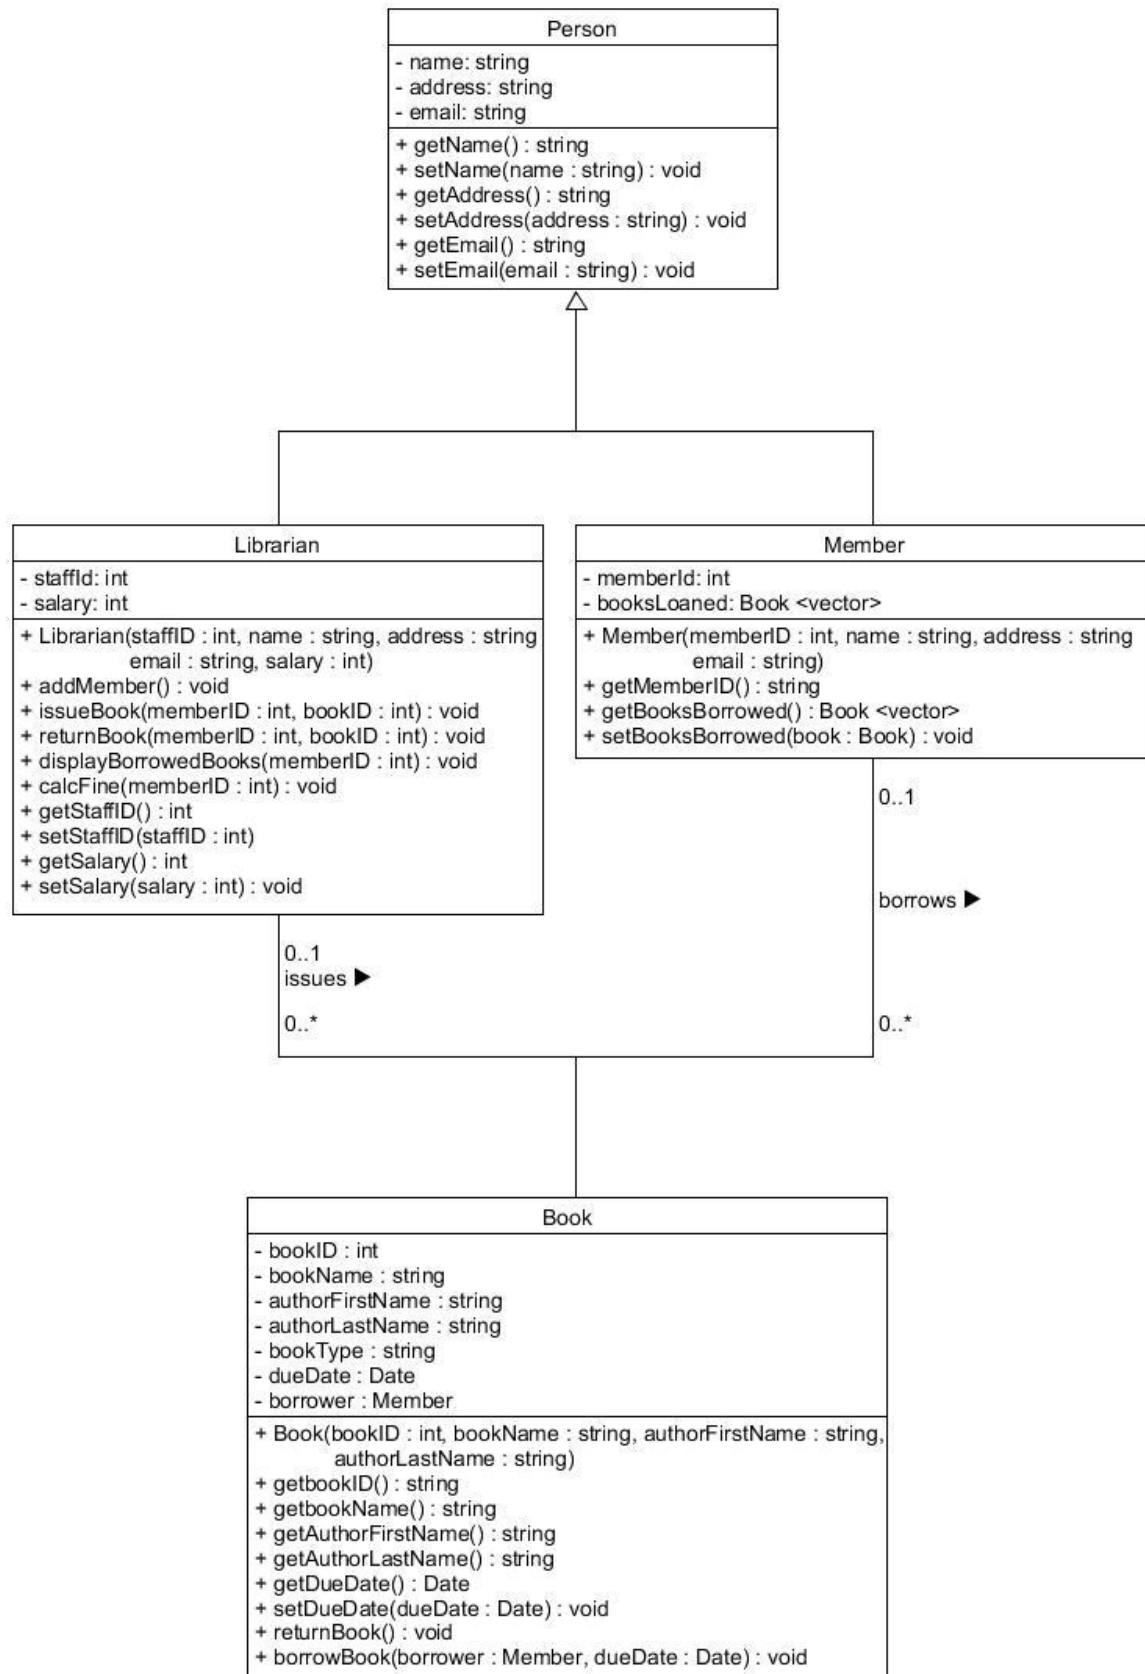 Person
- name: string
- address: string
- email: string
+ getName() : string
+ setName(name : string) : void
+ getAddress() : string
+ setAddress(address : string) : void
+ getEmail() : string
+ setEmail(email : string) : void
Librarian
- staffId: int
- salary: int
+ Librarian(staffID : int, name : string, address : string
email : string, salary : int)
+ addMember() : void
+ issueBook(memberID : int, bookID : int) : void
+ returnBook(memberID : int, bookID : int) : void
+ displayBorrowedBooks(memberID : int) : void
+ calcFine(memberID : int) : void
+ getStaffID() : int
+ setStaffID(staffID : int)
+ getSalary() : int
+ setSalary(salary : int) : void
Member
- memberId: int
- booksLoaned: Book <vector>
+ Member(memberID : int, name : string, address : string
email : string)
+ getMemberID() : string
+ getBooksBorrowed() : Book <vector>
+ setBooksBorrowed(book : Book) : void
0..1
issues ▶
0..*
0..1
borrows ▶
0..*
Book
- bookID : int
- bookName : string
- authorFirstName : string
- authorLastName : string
- bookType : string
- dueDate : Date
- borrower : Member
+ Book(bookID : int, bookName : string, authorFirstName : string,
authorLastName : string)
+ getbookID() : string
+ getbookName() : string
+ getAuthorFirstName() : string
+ getAuthorLastName() : string
+ getDueDate() : Date
+ setDueDate(dueDate : Date) : void
+ returnBook() : void
+ borrowBook(borrower : Member, dueDate : Date) : void